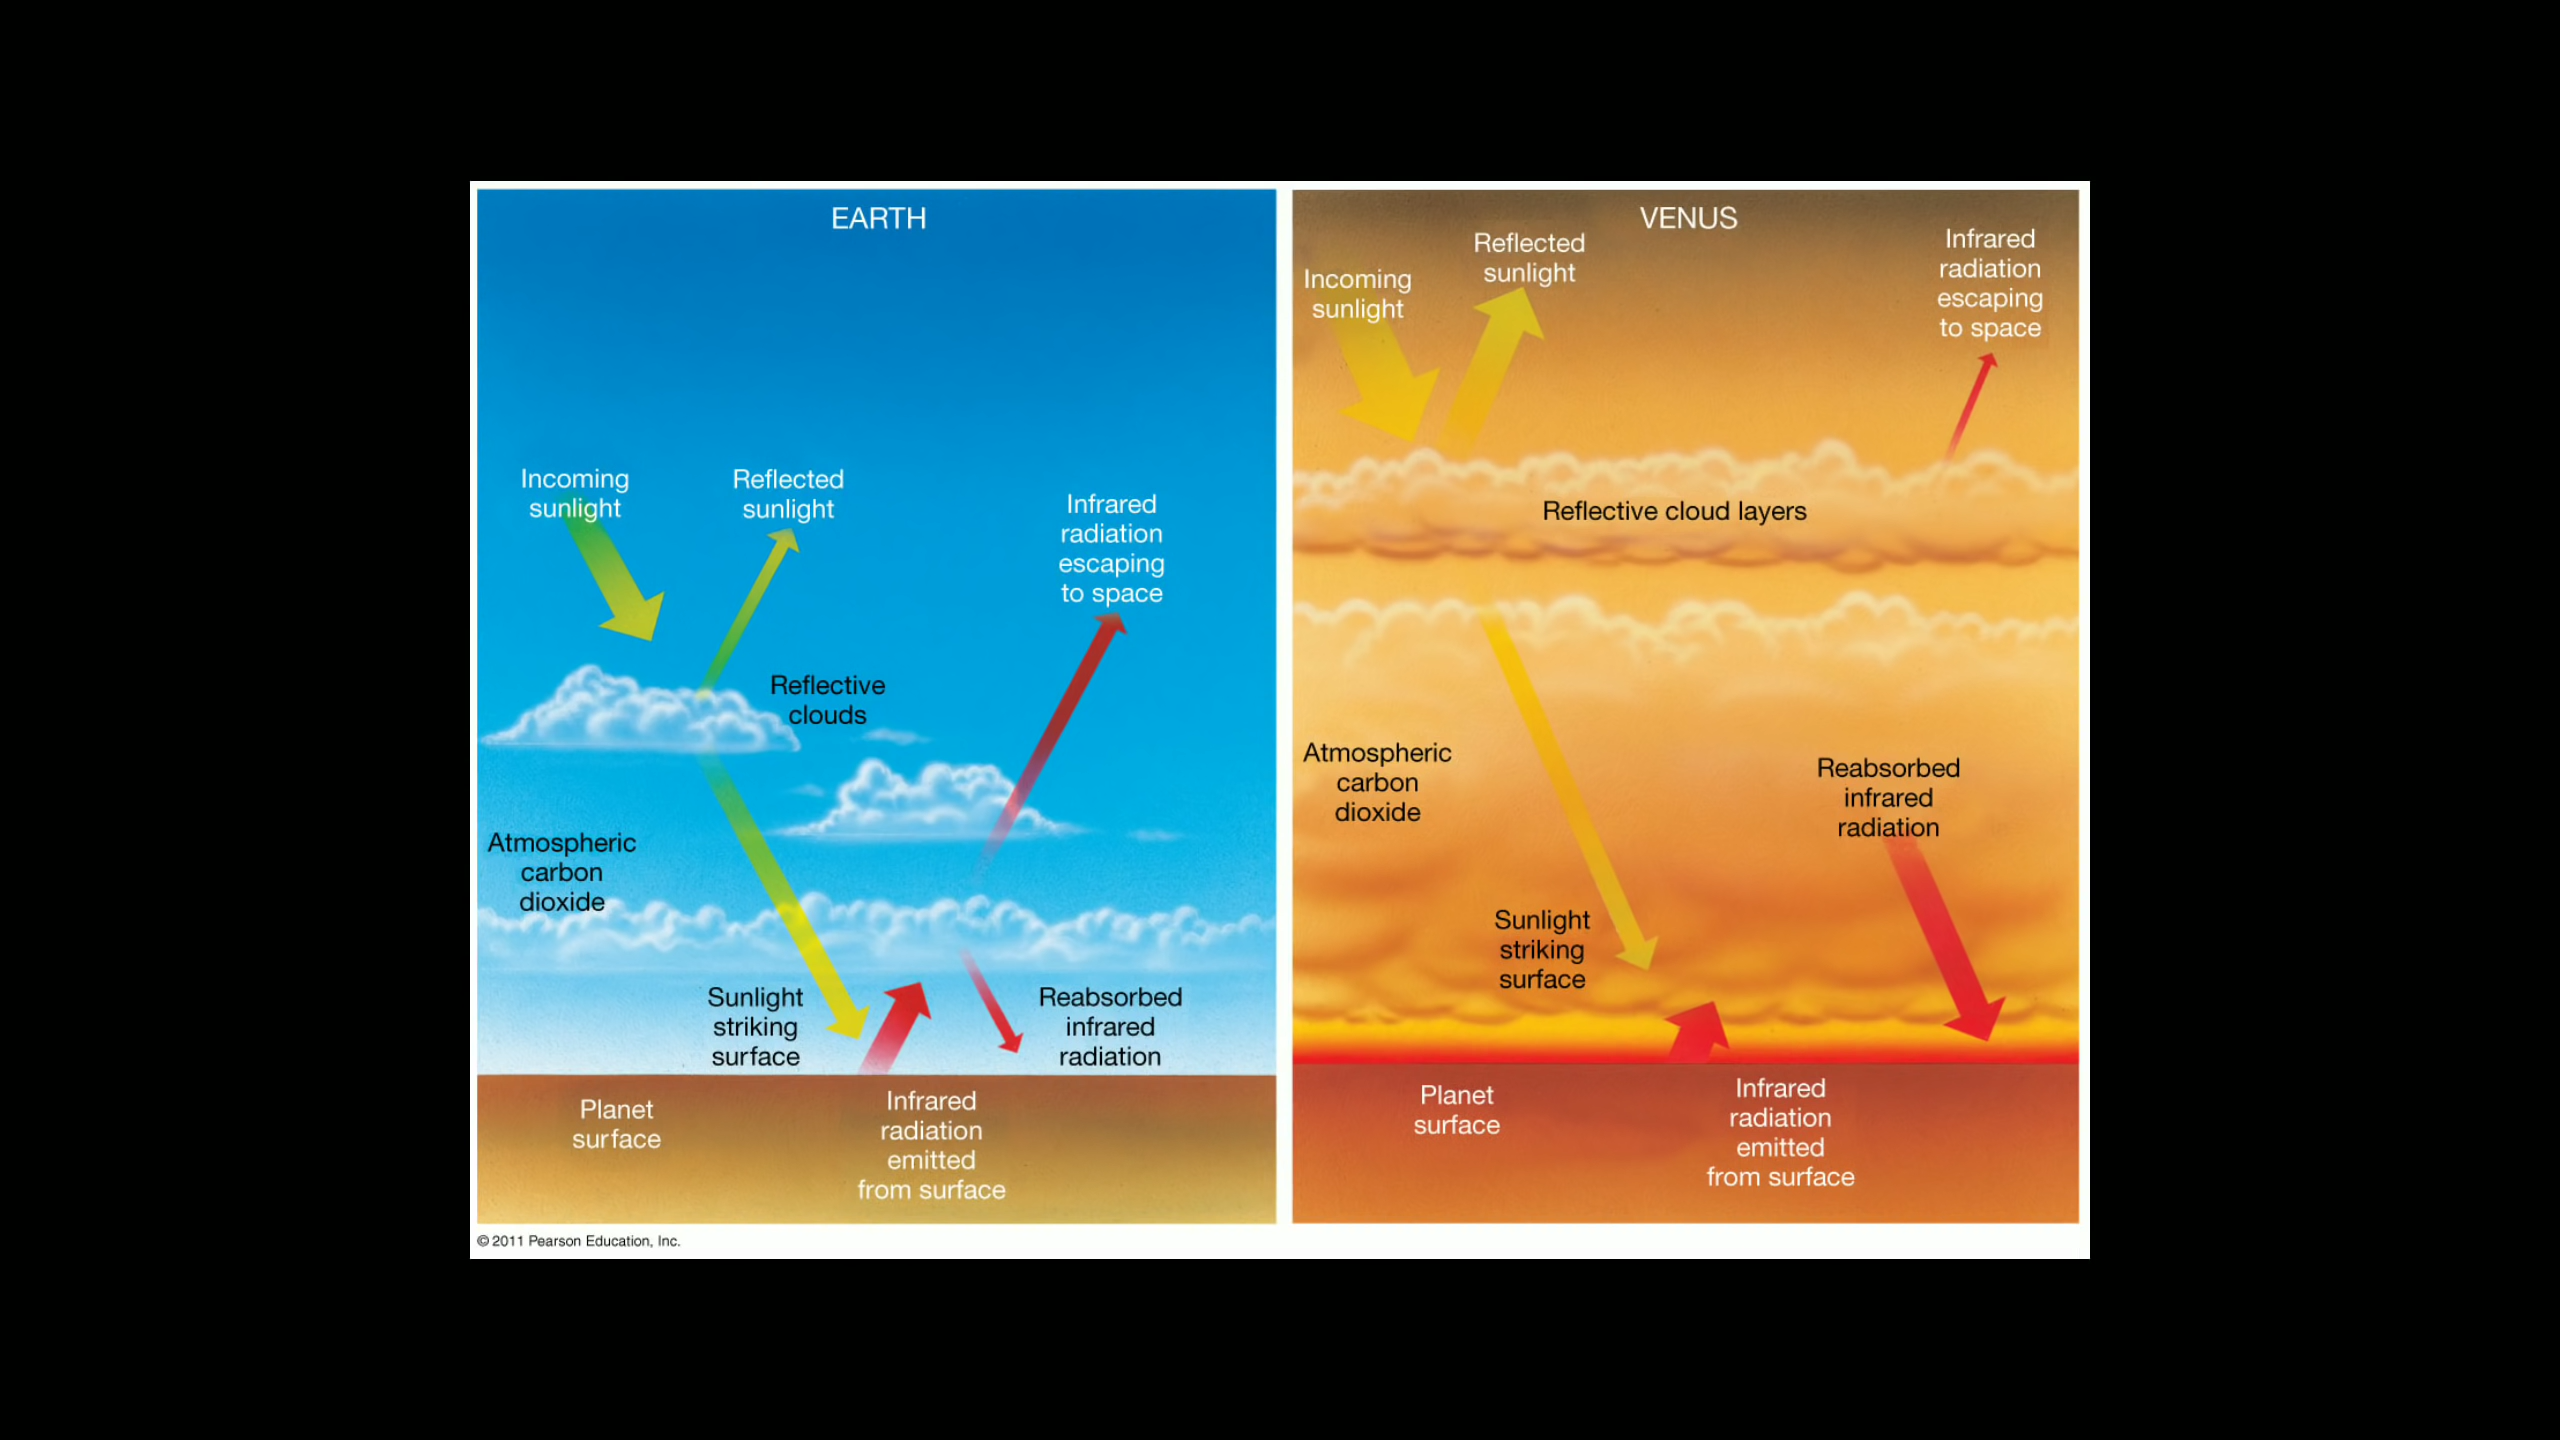 EARTH
Incoming
sunlight
Reflected
sunlight
Infrared
radiation
escaping
to space
Reflective
clouds
Atmospheric
carbon
dioxide
Sunlight
striking
surface
Reabsorbed
infrared
radiation
Planet
surface
Infrared
radiation
emitted
from surface
© 2011 Pearson Education, Inc.
VENUS
Incoming
sunlight
Reflected
sunlight
Infrared
radiation
escaping
to space
Reflective cloud layers
Atmospheric
carbon
dioxide
Reabsorbed
infrared
radiation
Sunlight
striking
surface
Planet
surface
Infrared
radiation
emitted
from surface